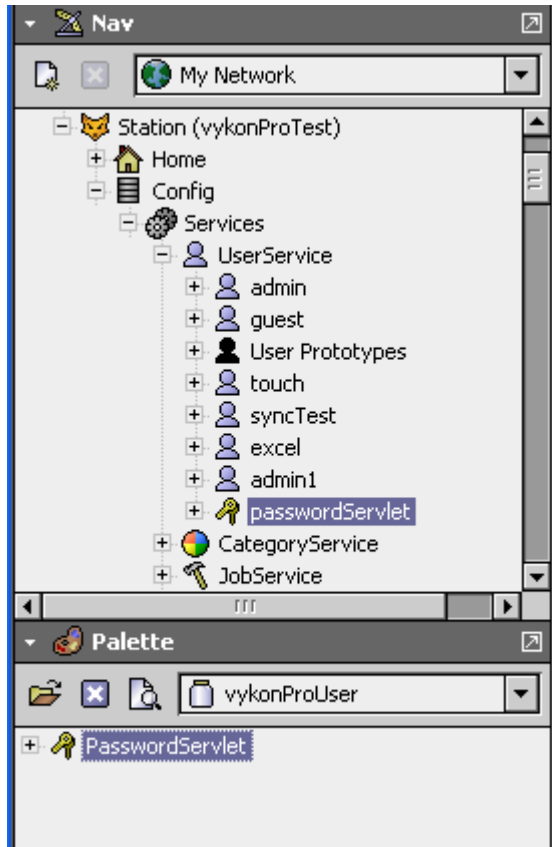 Nav
My Network
Station (vykonProTest)
Home
Config
Services
UserService
admin
guest
User Prototypes
touch
syncTest
excel
admin1
passwordServlet
CategoryService
JobService
Palette
vykonProUser
PasswordServlet